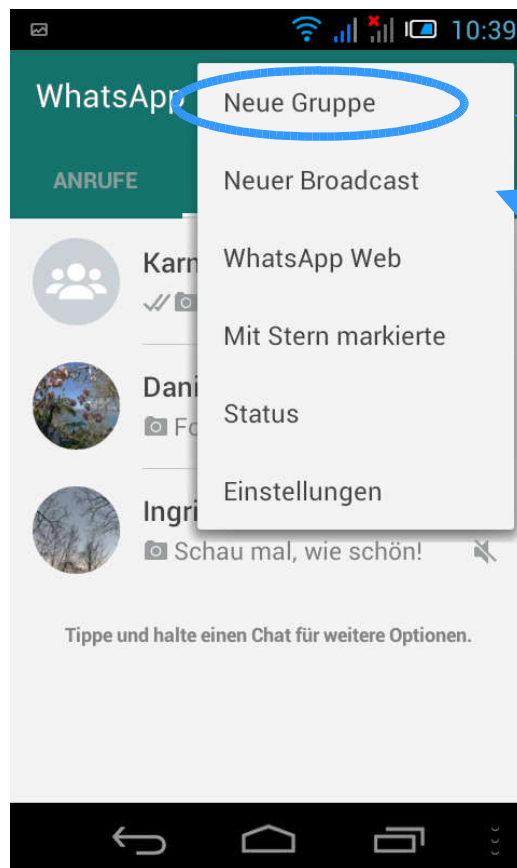 10:39
WhatsApp
Neue Gruppe
ANRUFE
Neuer Broadcast
WhatsApp Web
Mit Stern markierte
Status
Einstellungen
Schau mal, wie schön!
Tippe und halte einen Chat für weitere Optionen.